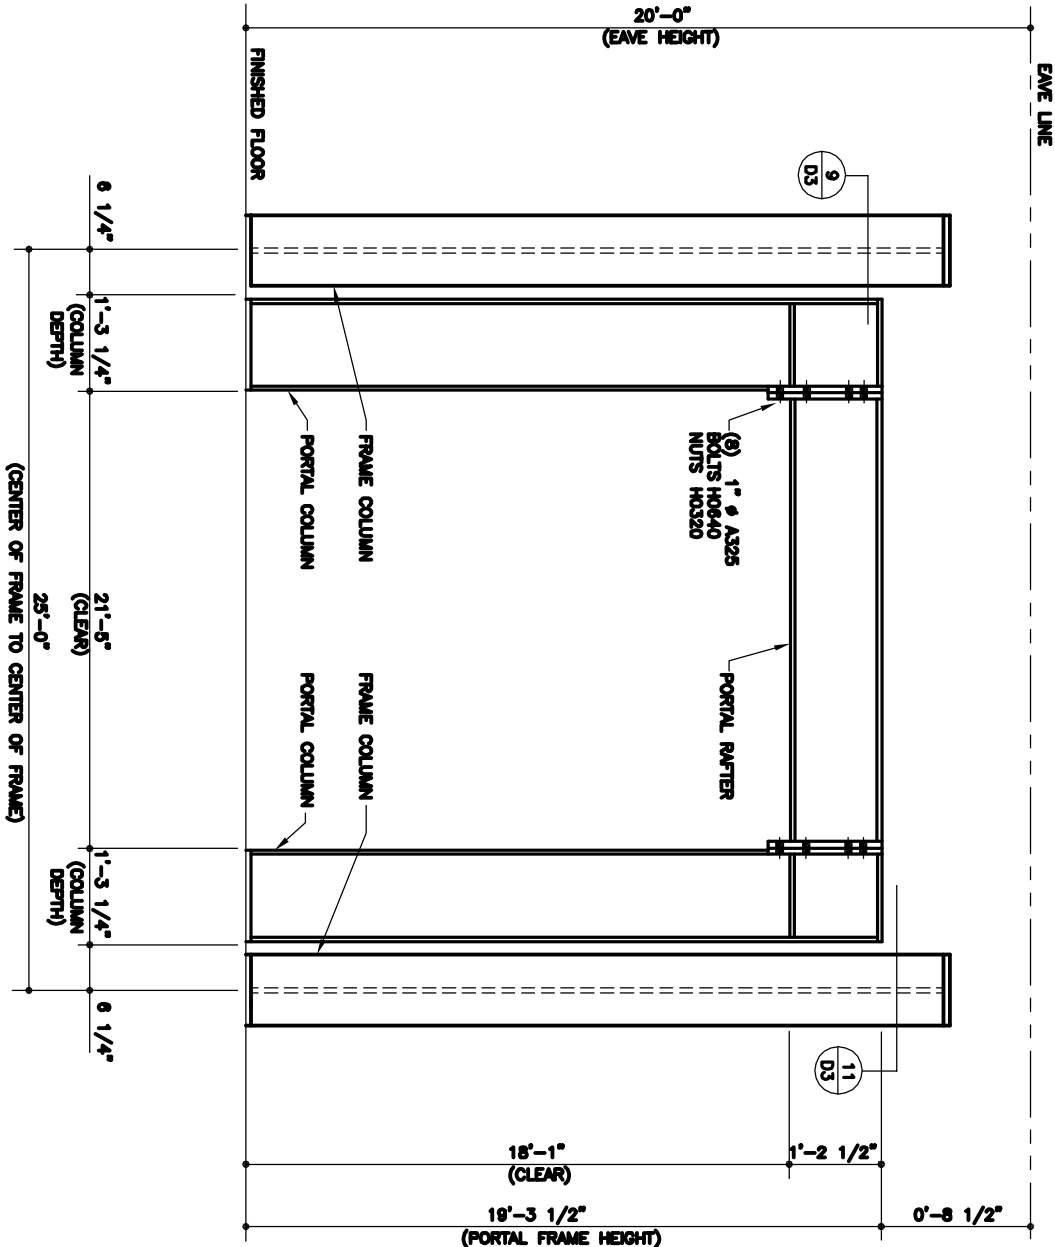 20'-0"
(EAVE HEIGHT)
EAVE LINE
FINISHED FLOOR
9
D3
6 1/4"
1'-3 1/4"
(COLUMN
DEPTH)
(8) 1" ø A325
BOLTS H0640
NUTS H0320
FRAME COLUMN
PORTAL COLUMN
21'-5"
(CLEAR)
25'-0"
(CENTER OF FRAME TO CENTER OF FRAME)
PORTAL RAFTER
FRAME COLUMN
PORTAL COLUMN
1'-3 1/4"
(COLUMN
DEPTH)
6 1/4"
11
D3
18'-1"
(CLEAR)
1'-2 1/2"
19'-3 1/2"
(PORTAL FRAME HEIGHT)
0'-8 1/2"